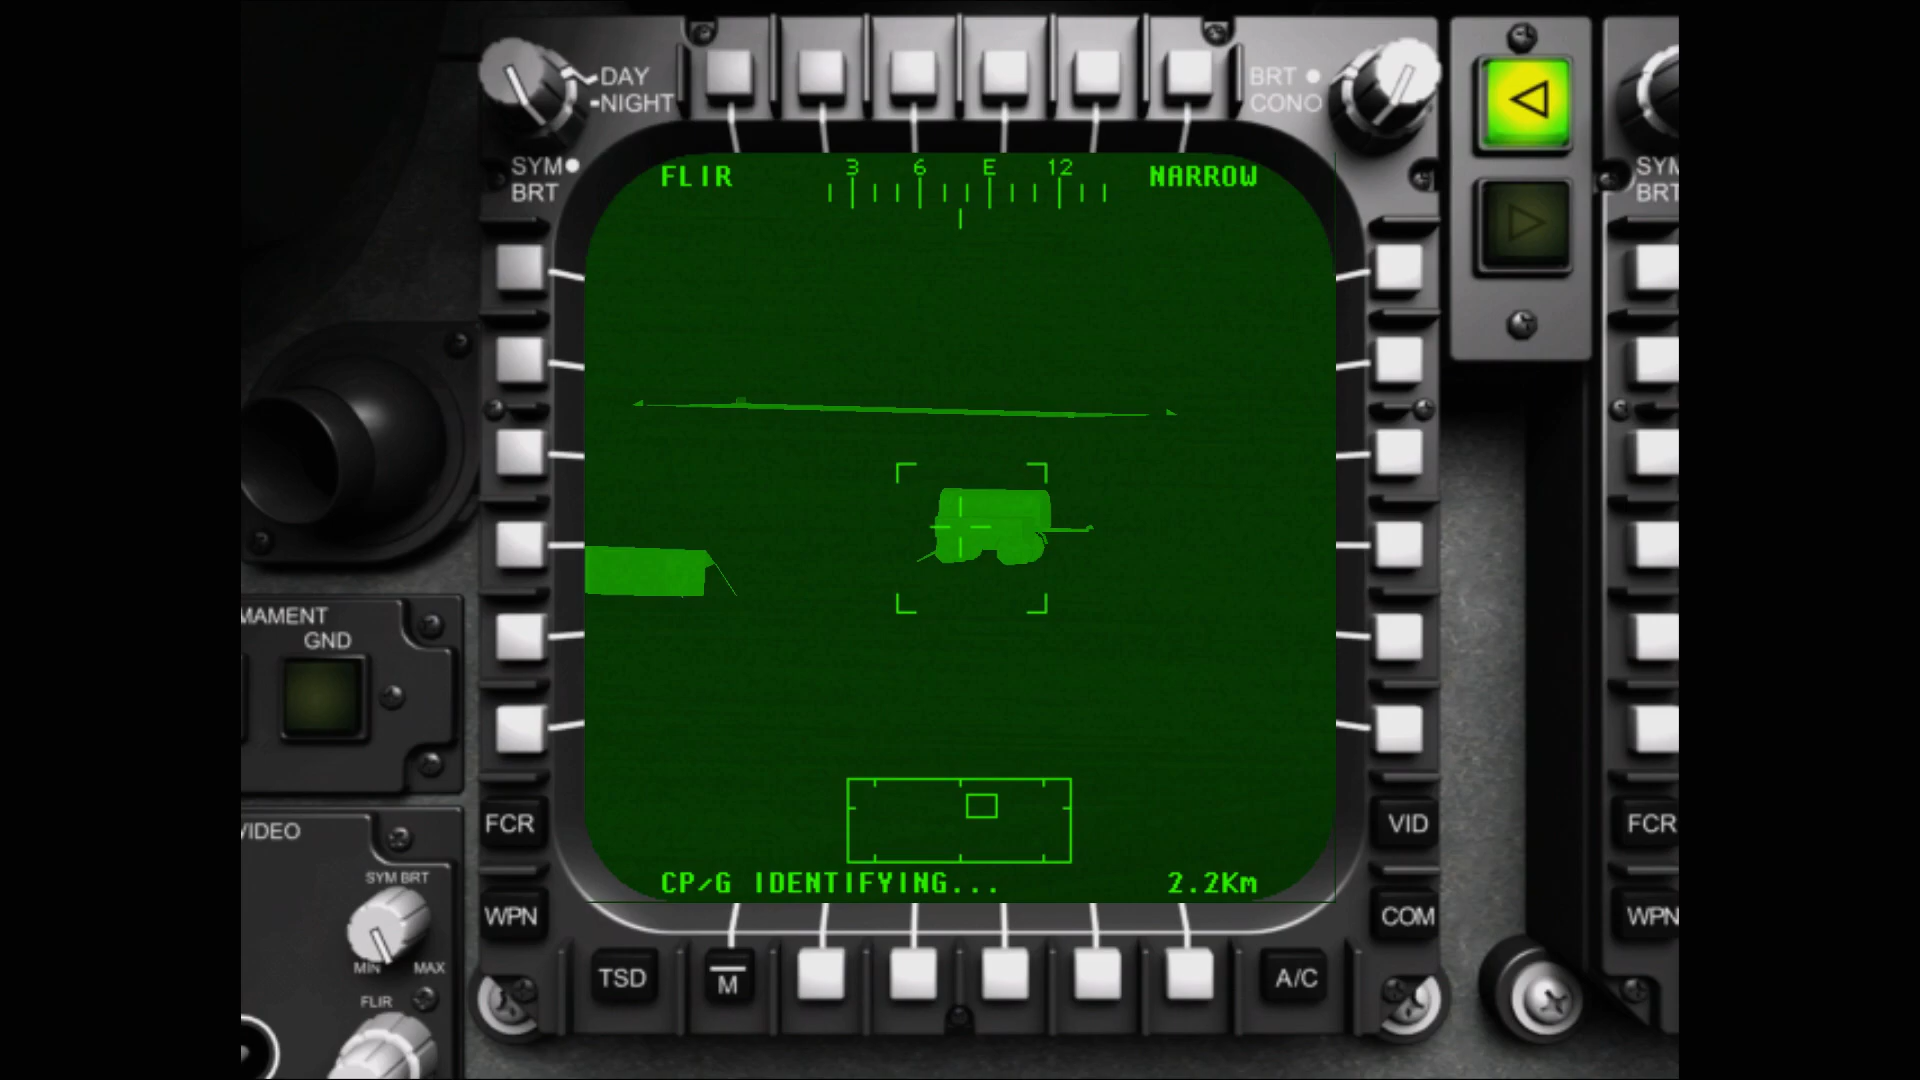 DAY
NIGHT
BRT
CONO
SYM
BRT
SYM
BRT
FLIR
3 6 E 12
NARROW
MAMENT
GND
VIDEO
SYM BRT
MIN MAX
FLIR
FCR
VID
FCR
WPN
COM
WPN
CP/G IDENTIFYING...
2.2Km
TSD
M
A/C